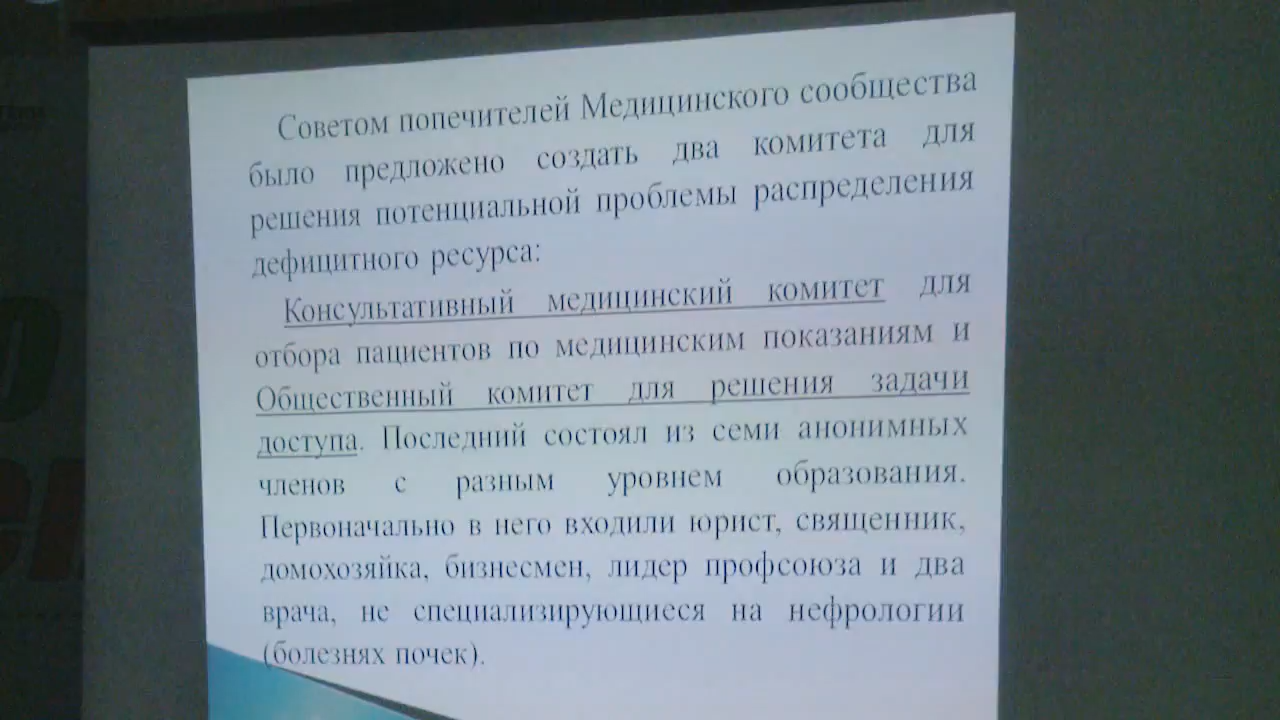 Советом попечителей Медицинского сообщества
было предложено создать два комитета для
решения потенциальной проблемы распределения
дефицитного ресурса:
Консультативный медицинский комитет для
отбора пациентов по медицинским показаниям и
Общественный комитет для решения задачи
доступа. Последний состоял из семи анонимных
членов с разным уровнем образования.
Первоначально в него входили юрист, священник,
домохозяйка, бизнесмен, лидер профсоюза и два
врача, не специализирующиеся на нефрологии
(болезнях почек).